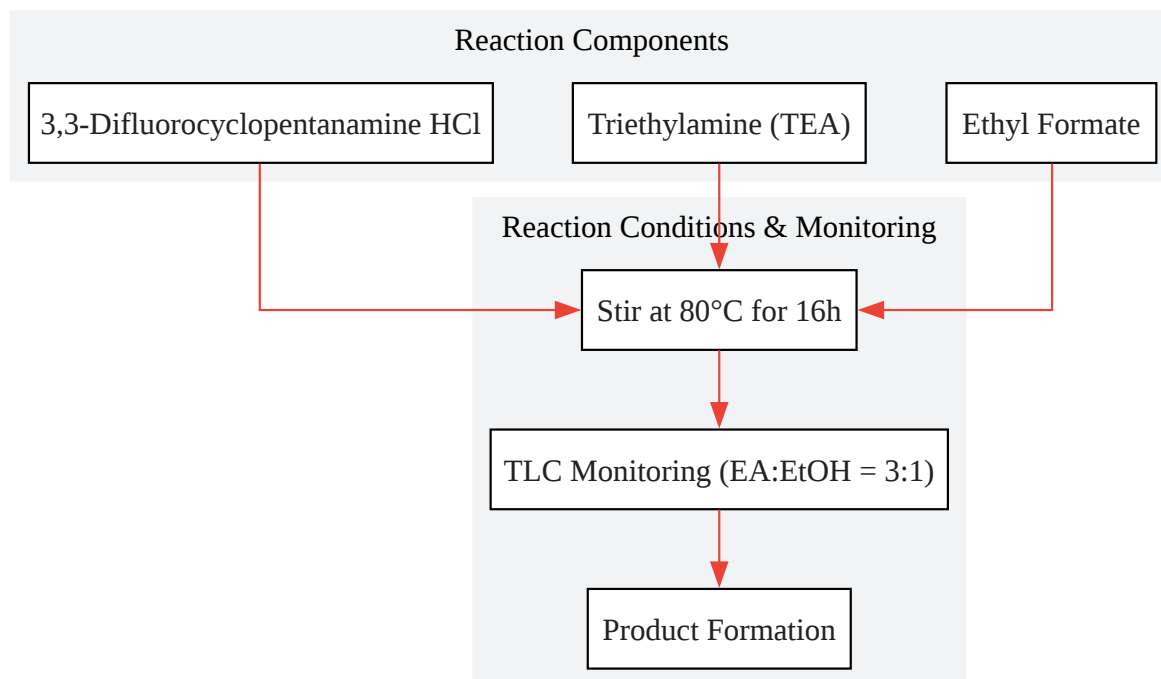 Reaction Components
3,3-Difluorocyclopentanamine HCl
Triethylamine (TEA)
Ethyl Formate
Reaction Conditions & Monitoring
Stir at 80°C for 16h
TLC Monitoring (EA:EtOH = 3:1)
Product Formation